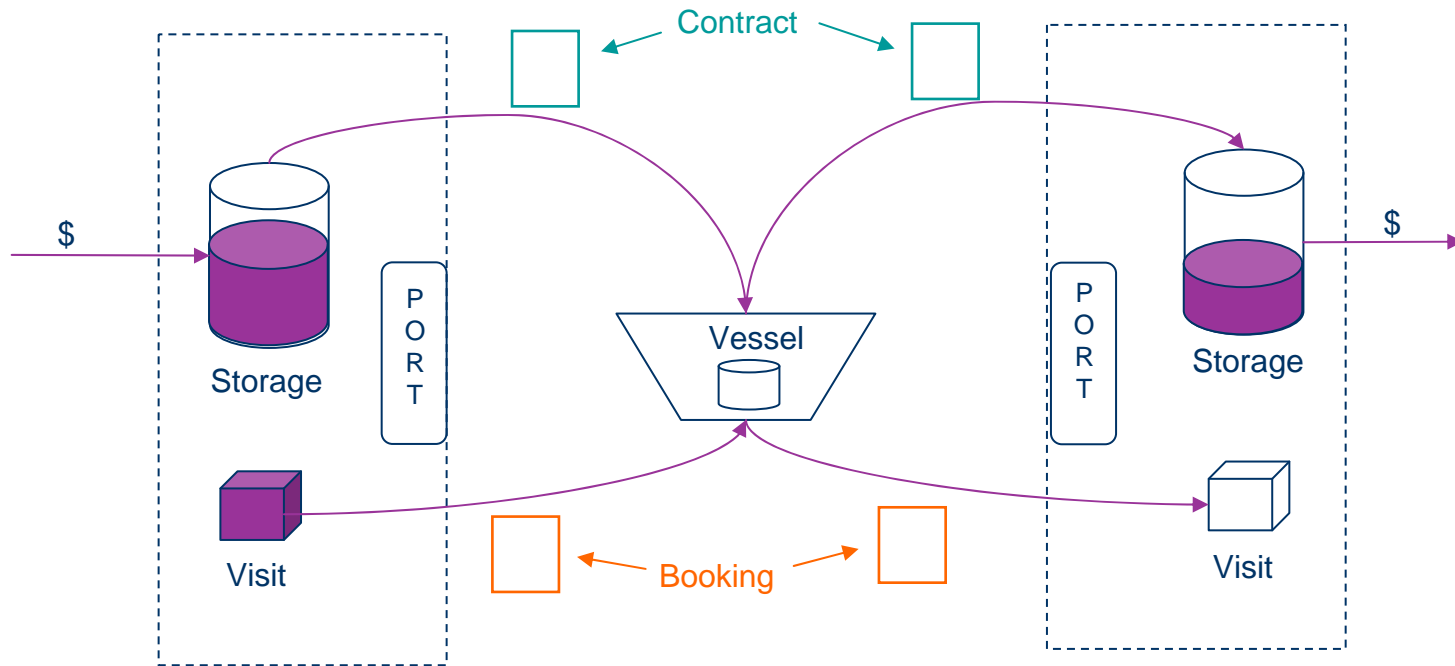 Contract
$
$
P
O
R
T
P
O
R
T
Vessel
Storage
Storage
Visit
Booking
Visit